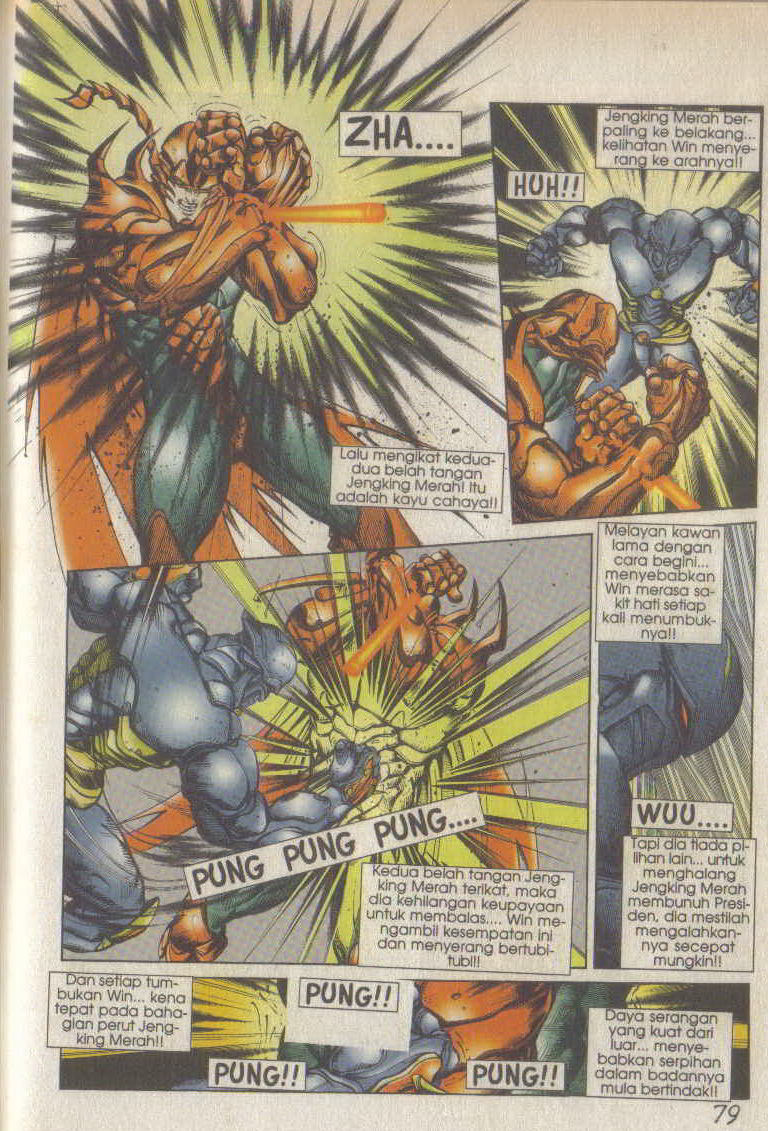 ZHA....
Lalu mengikat kedua-
dua belah tangan
Jengking Merah! Itu
adalah kayu cahaya!!
Jengking Merah ber-
paling ke belakang...
kelihatan Win menye-
rang ke arahnya!!
HUH!!
PUNG PUNG PUNG....
Kedua belah tangan Jeng-
king Merah terikat, maka
dia kehilangan keupayaan
untuk membalas.... Win me-
ngambil kesempatan ini
dan menyerang bertubi-
tubi!!
Melayan kawan
lama dengan
cara begini...
menyebabkan
Win merasa sa-
kit hati setiap
kali menumbuk-
nya!!
WUU....
Tapi dia tiada pi-
lihan lain... untuk
menghalang
Jengking Merah
membunuh Presi-
den, dia mestilah
mengalahkan-
nya secepat
mungkin!!
Dan setiap tum-
bukan Win... kena
tepat pada baha-
gian perut Jeng-
king Merah!!
PUNG!!
PUNG!!
PUNG!!
Daya serangan
yang kuat dari
luar... menye-
babkan serpihan
dalam badannya
mula bertindak!!
79